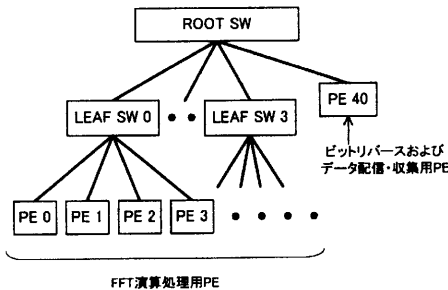 ROOT SW
LEAF SW 0
LEAF SW 3
PE 40
ビットリバースおよび
データ配信・収集用PE
PE 0
PE 1
PE 2
PE 3
FFT演算処理用PE